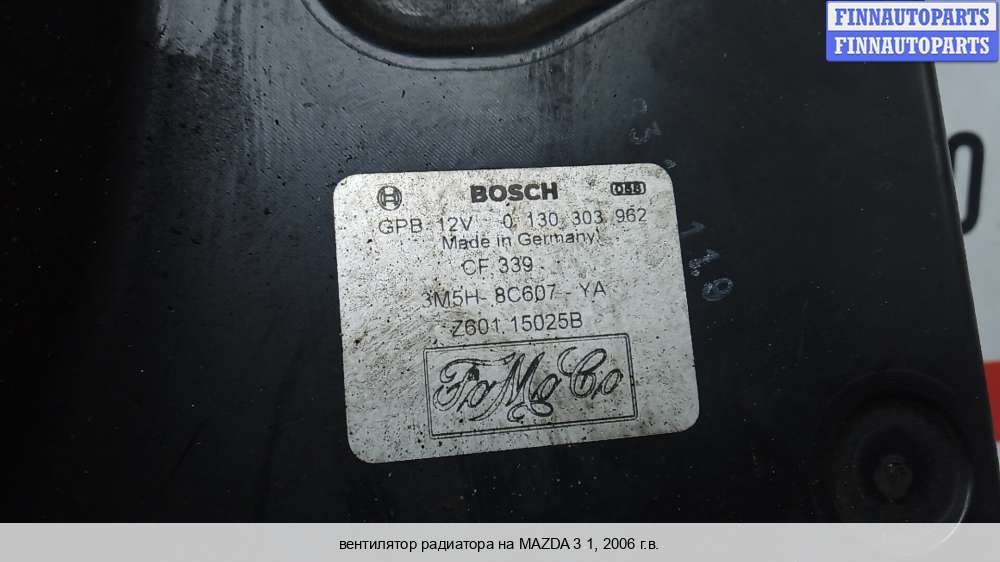 FINNAUTOPARTS
FINNAUTOPARTS
BOSCH
GPB 12V 0 130 303 962
Made in Germany
CF 339
3M5H-8C607-YA
Z601 15025B
FoMoCo
вентилятор радиатора на MAZDA 3 1, 2006 г.в.